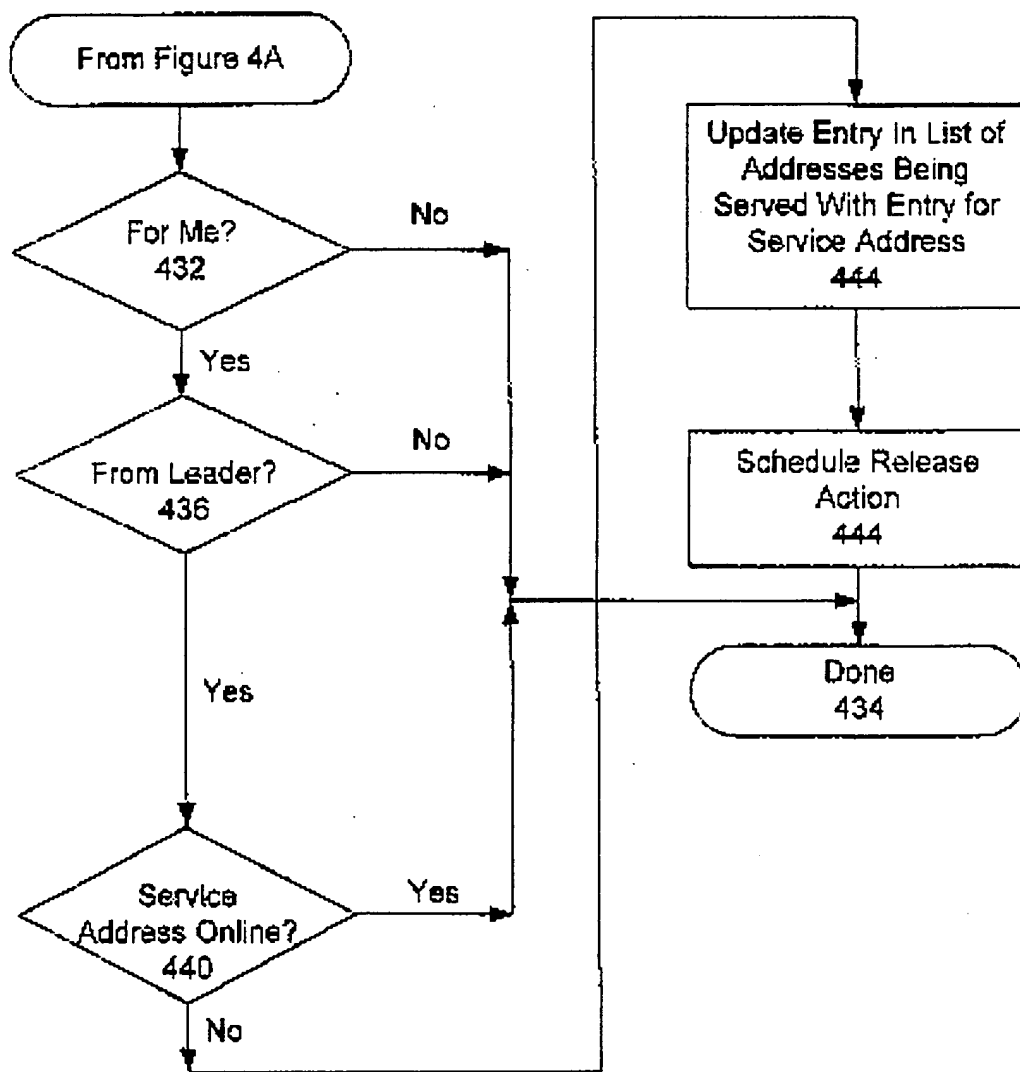 From Figure 4A
For Me?
432
No
Yes
From Leader?
436
No
Yes
Service
Address Online?
440
Yes
No
Update Entry In List of
Addresses Being
Served With Entry for
Service Address
444
Schedule Release
Action
444
Done
434